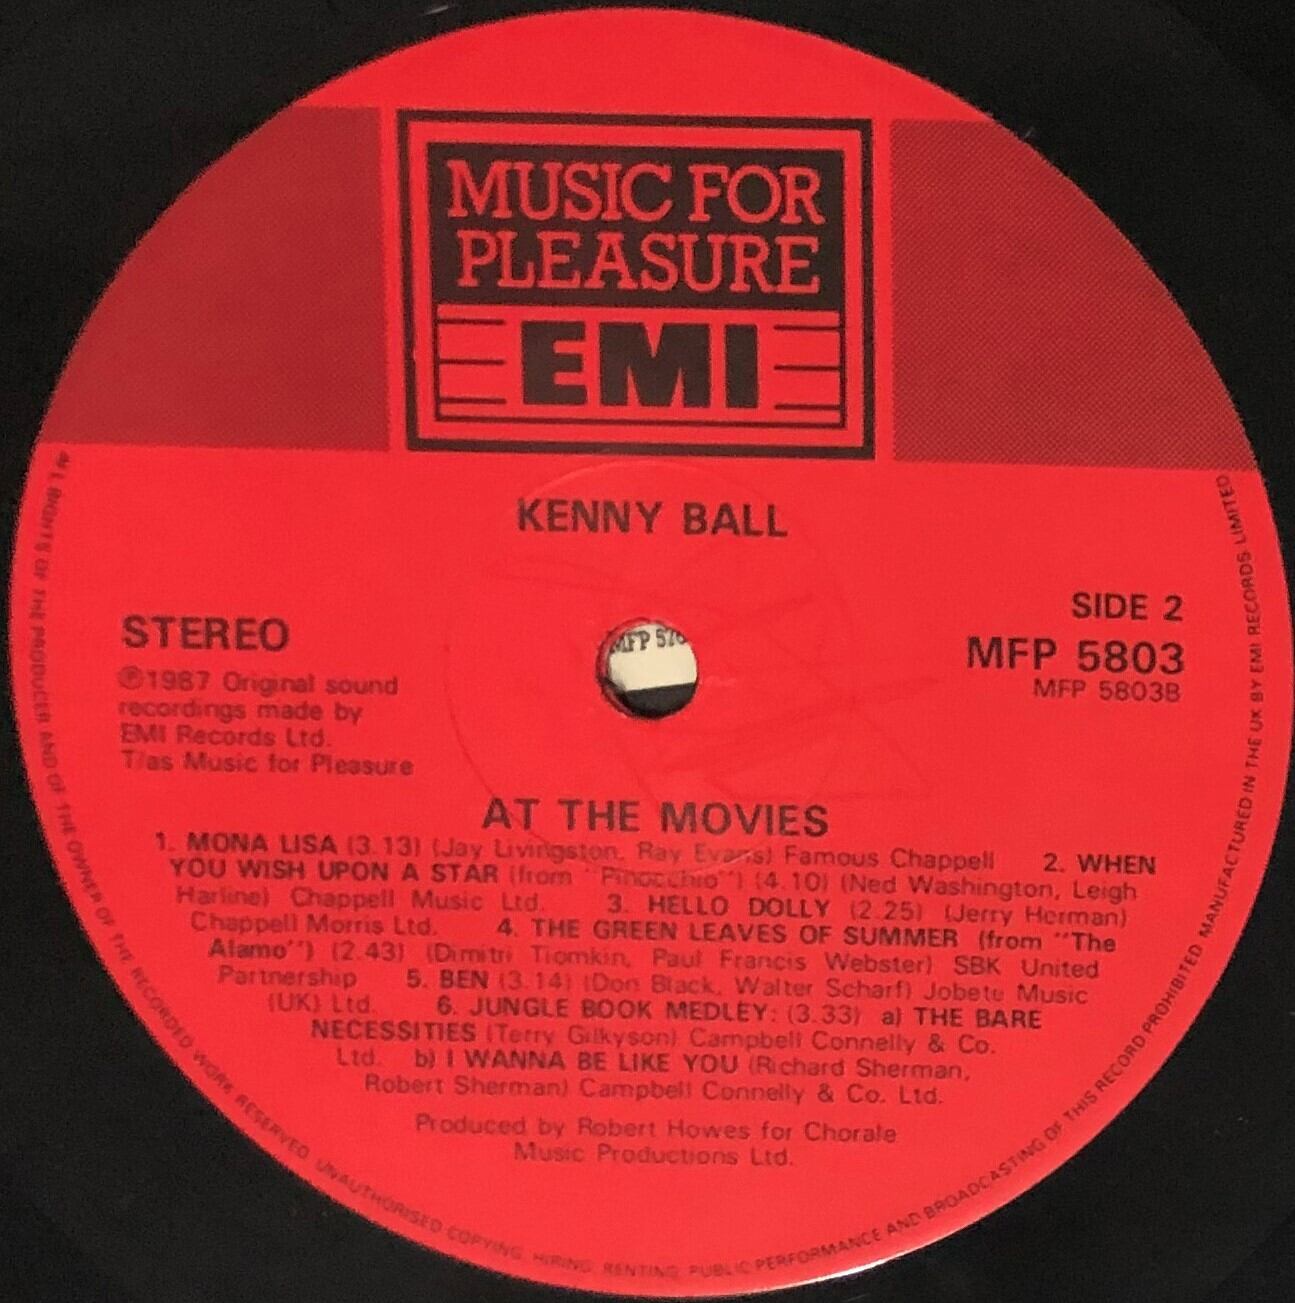 MUSIC FOR
PLEASURE
EMI
KENNY BALL
STEREO
℗1987 Original sound
recordings made by
EMI Records Ltd.
T/as Music for Pleasure
SIDE 2
MFP 5803
MFP 5803B
MFP 570
AT THE MOVIES
1. MONA LISA (3.13) (Jay Livingston, Ray Evans) Famous Chappell 2. WHEN
YOU WISH UPON A STAR (from "Pinocchio") (4.10) (Ned Washington, Leigh
Harline) Chappell Music Ltd. 3. HELLO DOLLY (2.25) (Jerry Herman)
Chappell Morris Ltd. 4. THE GREEN LEAVES OF SUMMER (from "The
Alamo") (2.43) (Dimitri Tiomkin, Paul Francis Webster) SBK United
Partnership 5. BEN (3.14) (Don Black, Walter Scharf) Jobete Music
(UK) Ltd. 6. JUNGLE BOOK MEDLEY: (3.33) a) THE BARE
NECESSITIES (Terry Gilkyson) Campbell Connelly & Co.
Ltd. b) I WANNA BE LIKE YOU (Richard Sherman,
Robert Sherman) Campbell Connelly & Co. Ltd.
Produced by Robert Howes for Chorale
Music Productions Ltd.
ALL RIGHTS OF THE PRODUCER AND OF THE OWNER OF THE RECORDED WORK RESERVED. UNAUTHORISED COPYING, HIRING, RENTING, PUBLIC PERFORMANCE AND BROADCASTING OF THIS RECORD PROHIBITED MANUFACTURED IN THE UK BY EMI RECORDS LIMITED